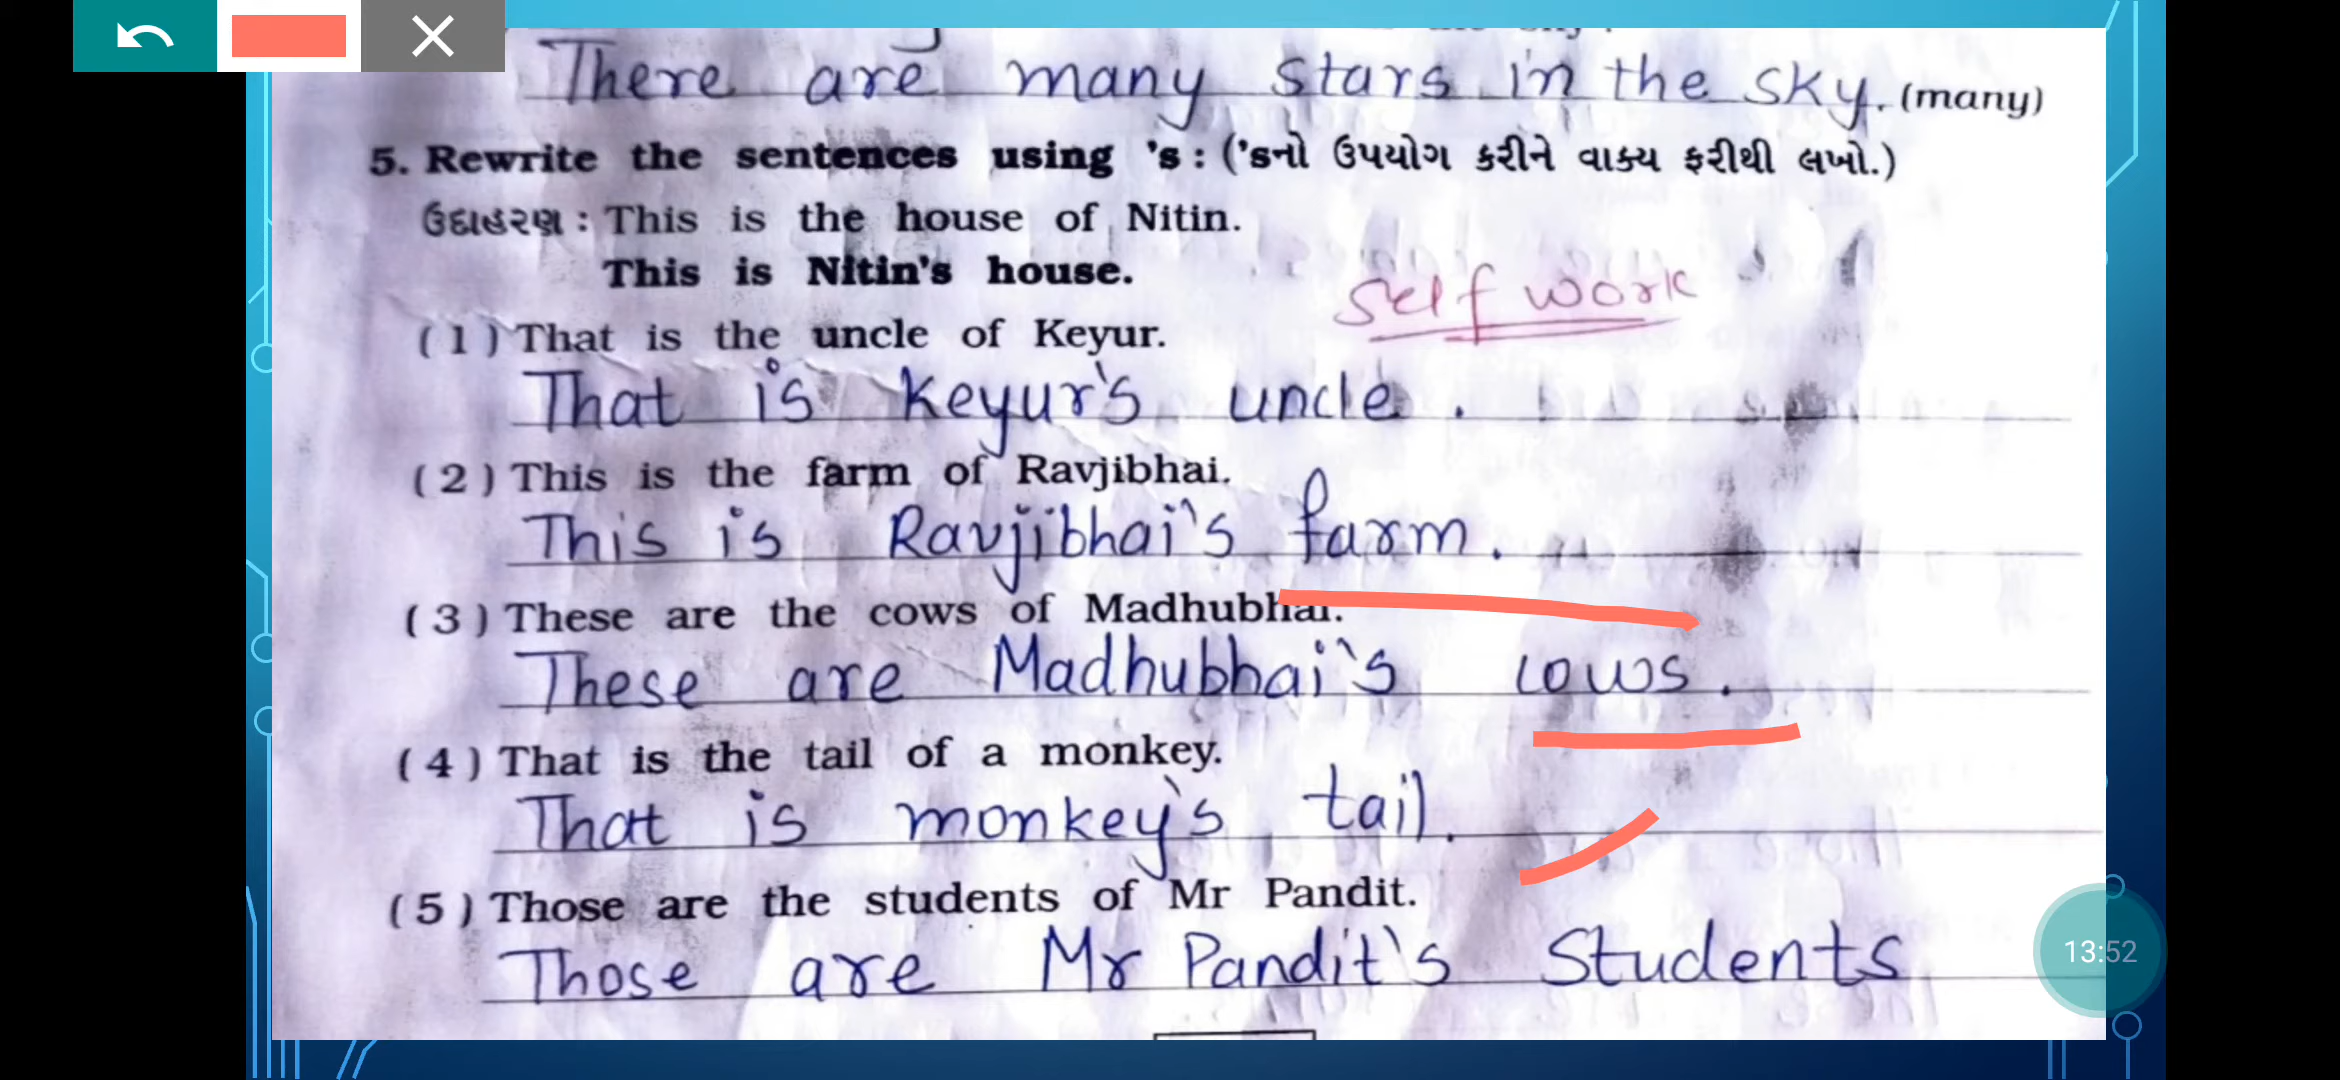 There are many stars in the sky. (many)
5. Rewrite the sentences using 's : ('sનો ઉપયોગ કરીને વાક્ય ફરીથી લખો.)
ઉદાહરણ : This is the house of Nitin.
This is Nitin's house.
self work
(1) That is the uncle of Keyur.
That is Keyur's uncle.
(2) This is the farm of Ravjibhai.
This is Ravjibhai's farm.
(3) These are the cows of Madhubhai.
These are Madhubhai's cows.
(4) That is the tail of a monkey.
That is monkey's tail.
(5) Those are the students of Mr Pandit.
Those are Mr Pandit's Students
13:52